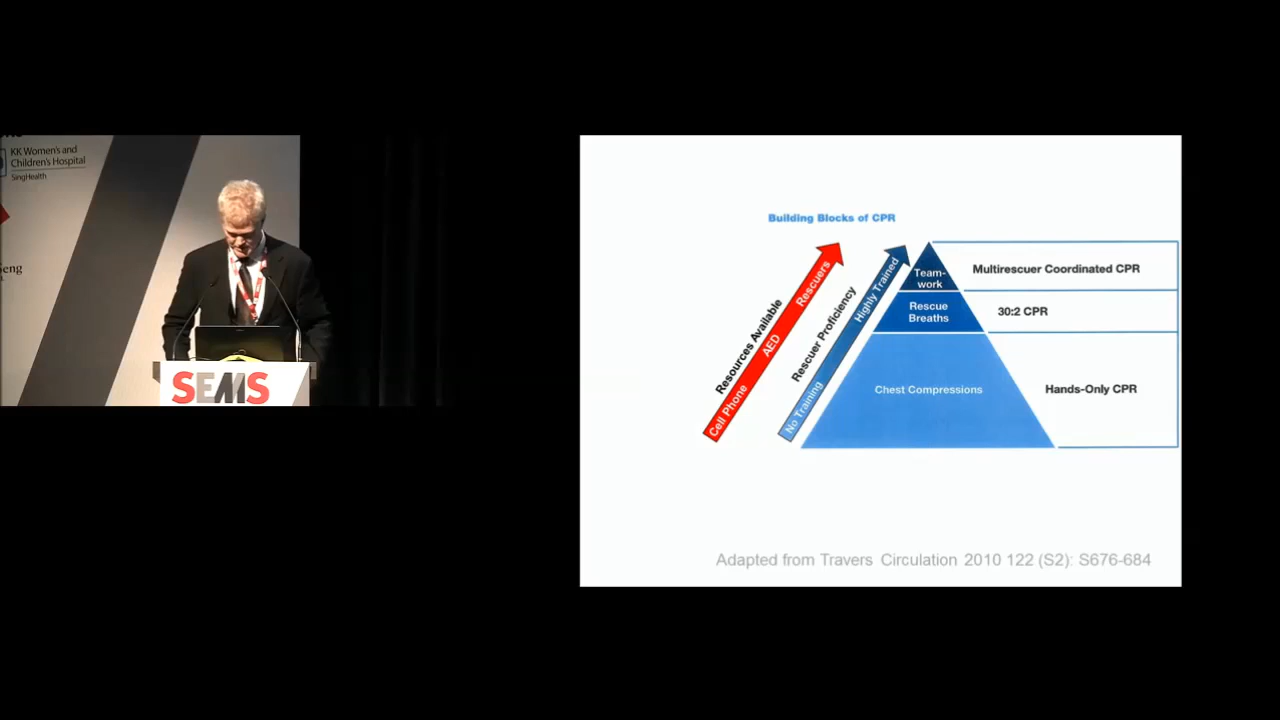 KK Women's and
Children's Hospital
SingHealth
SEMS
Building Blocks of CPR
Resources Available
Cell Phone AED Rescuers
Rescuer Proficiency
No Training Highly Trained
Team-
work
Multirescuer Coordinated CPR
Rescue
Breaths
30:2 CPR
Chest Compressions
Hands-Only CPR
Adapted from Travers Circulation 2010 122 (S2): S676-684